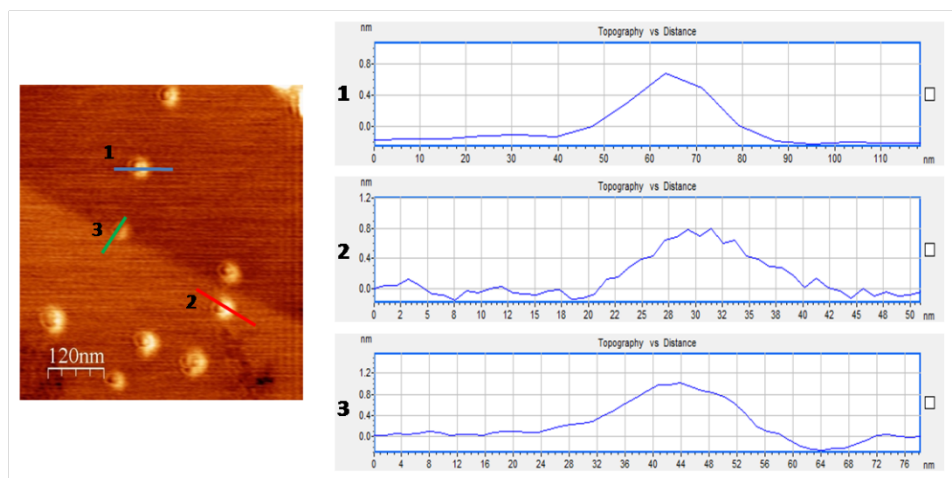 1
3
2
120nm
1
nm
Topography vs Distance
0.8
0.4
0.0
0 10 20 30 40 50 60 70 80 90 100 110 nm
2
nm
Topography vs Distance
1.2
0.8
0.4
0.0
0 2 5 8 10 12 15 18 20 22 25 28 30 32 35 38 40 42 45 48 50 nm
3
nm
Topography vs Distance
1.2
0.8
0.4
0.0
0 4 8 12 16 20 24 28 32 36 40 44 48 52 56 60 64 68 72 76 nm